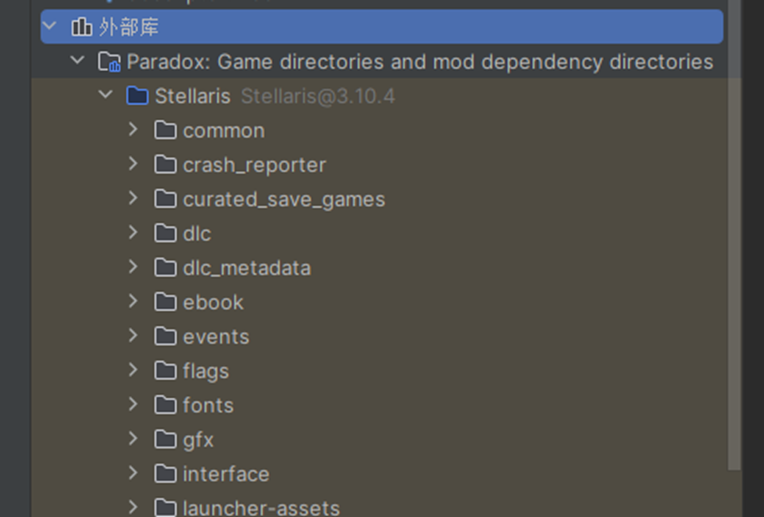 外部库
Paradox: Game directories and mod dependency directories
Stellaris Stellaris@3.10.4
common
crash_reporter
curated_save_games
dlc
dlc_metadata
ebook
events
flags
fonts
gfx
interface
launcher-assets